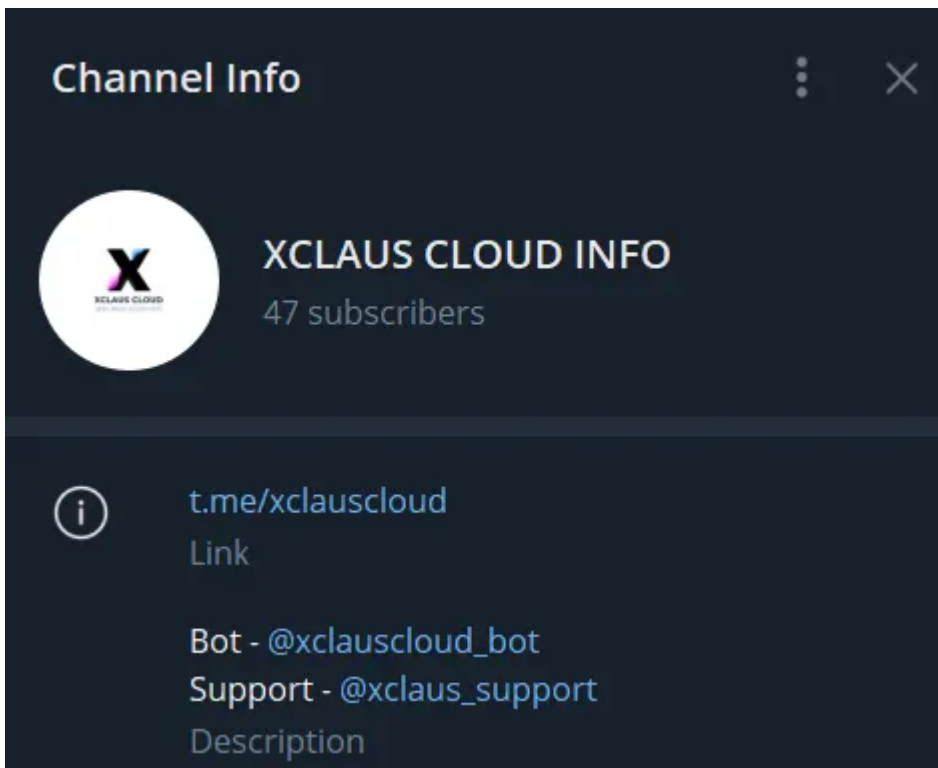 Channel Info
X
XCLAUS CLOUD
XCLAUS CLOUD INFO
47 subscribers
t.me/xclauscloud
Link
Bot - @xclauscloud_bot
Support - @xclaus_support
Description